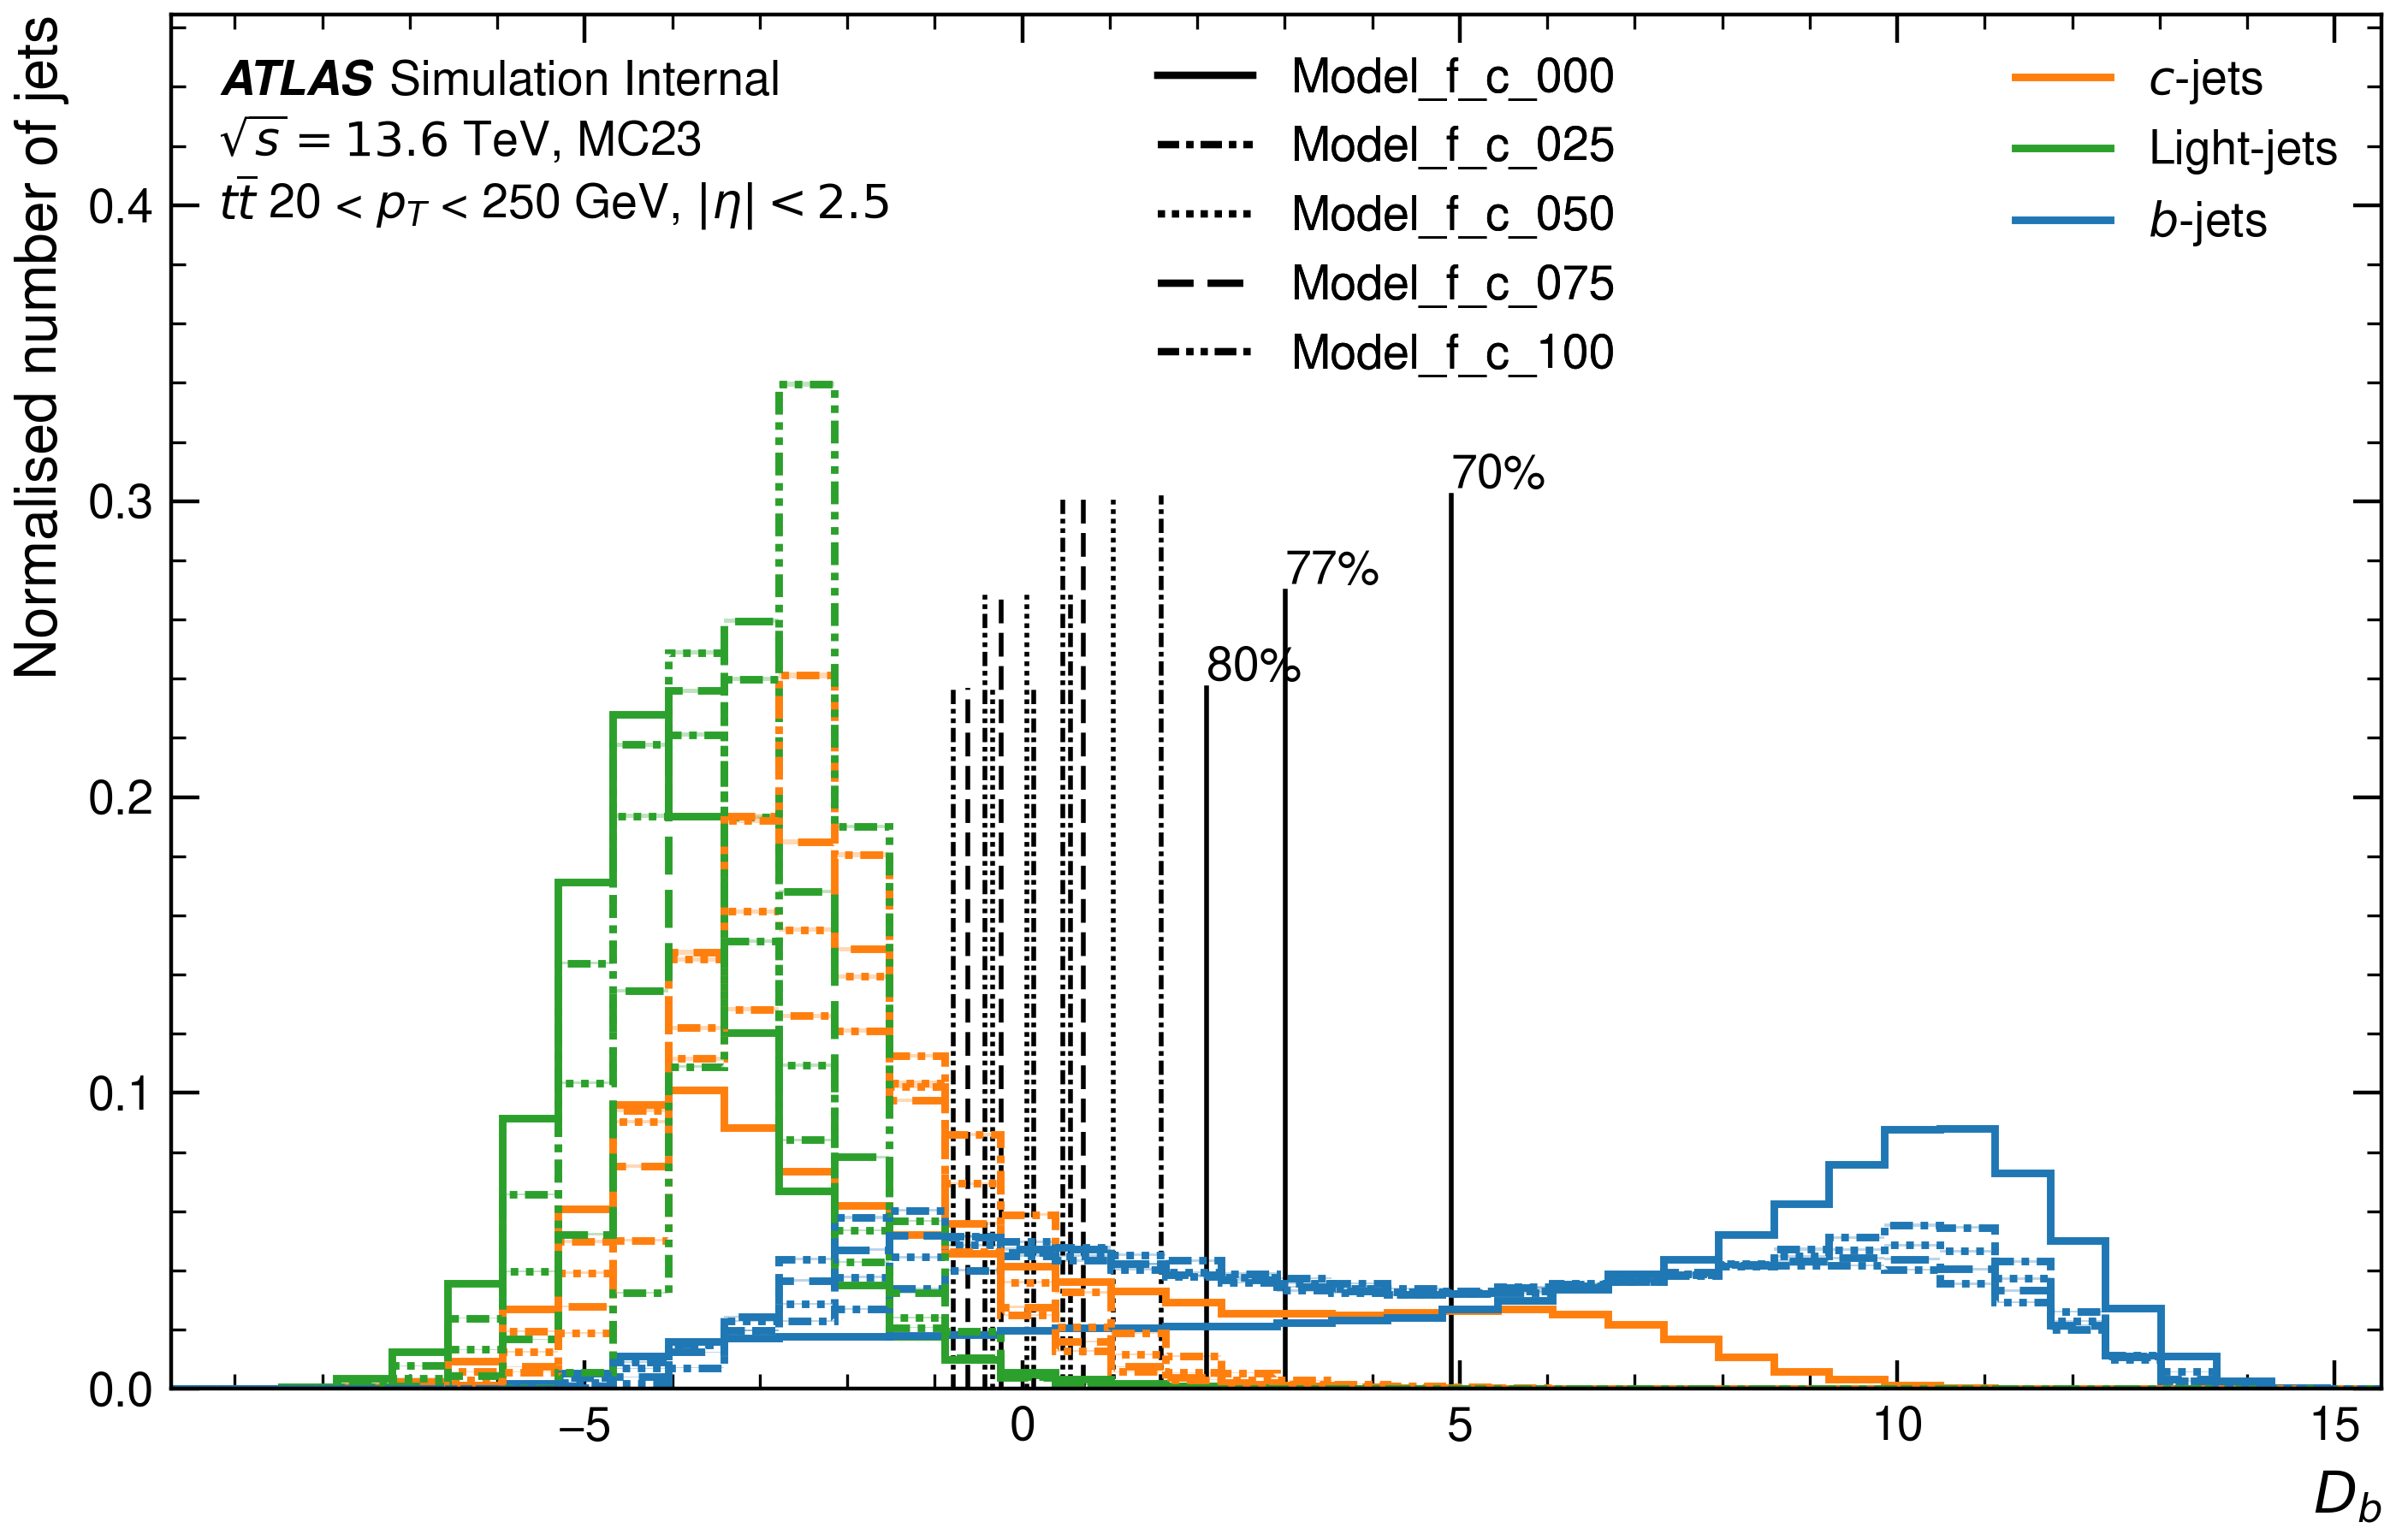 Normalised number of jets
ATLAS Simulation Internal
√s = 13.6 TeV, MC23
tt̄ 20 < p_T < 250 GeV, |η| < 2.5
Model_f_c_000
Model_f_c_025
Model_f_c_050
Model_f_c_075
Model_f_c_100
c-jets
Light-jets
b-jets
70%
77%
80%
0.4
0.3
0.2
0.1
0.0
−5
0
5
10
15
D_b